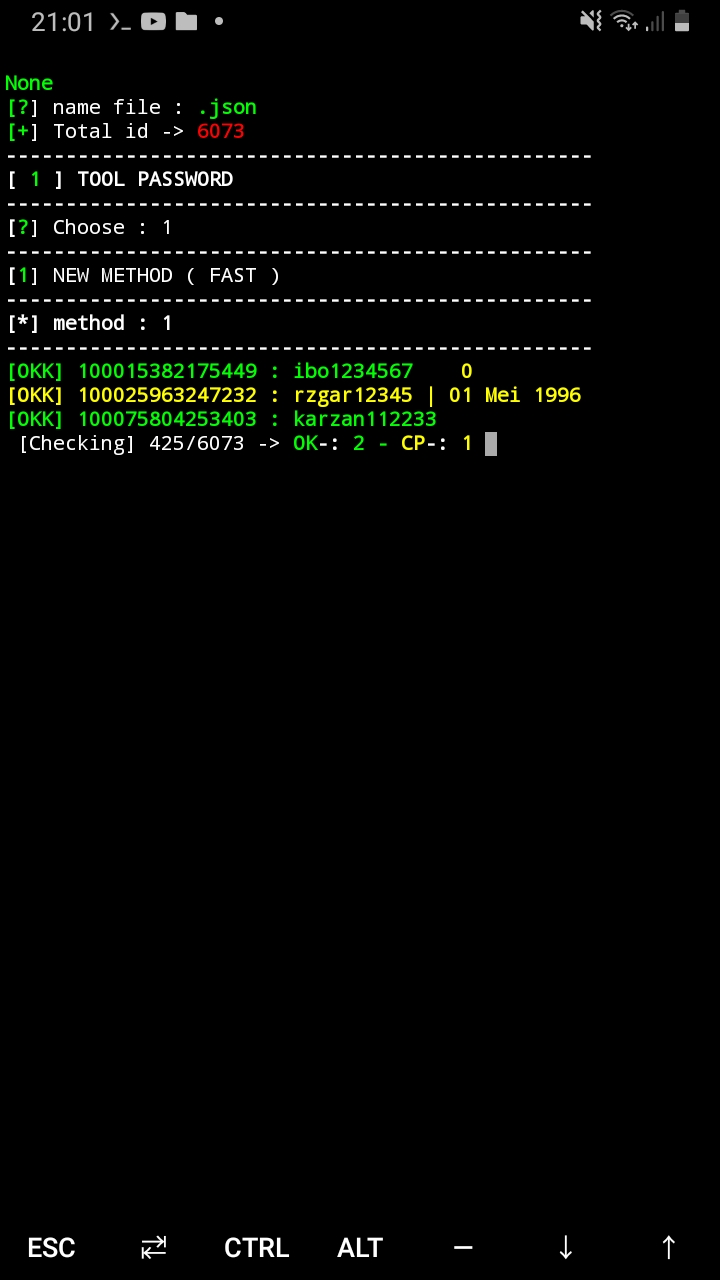 21:01
None
[?] name file : .json
[+] Total id -> 6073
-------------------------------------------------
[ 1 ] TOOL PASSWORD
-------------------------------------------------
[?] Choose : 1
-------------------------------------------------
[1] NEW METHOD ( FAST )
-------------------------------------------------
[*] method : 1
-------------------------------------------------
[OKK] 100015382175449 : ibo1234567    0
[OKK] 100025963247232 : rzgar12345 | 01 Mei 1996
[OKK] 100075804253403 : karzan112233
[Checking] 425/6073 -> OK-: 2 - CP-: 1
ESC CTRL ALT — ↓ ↑